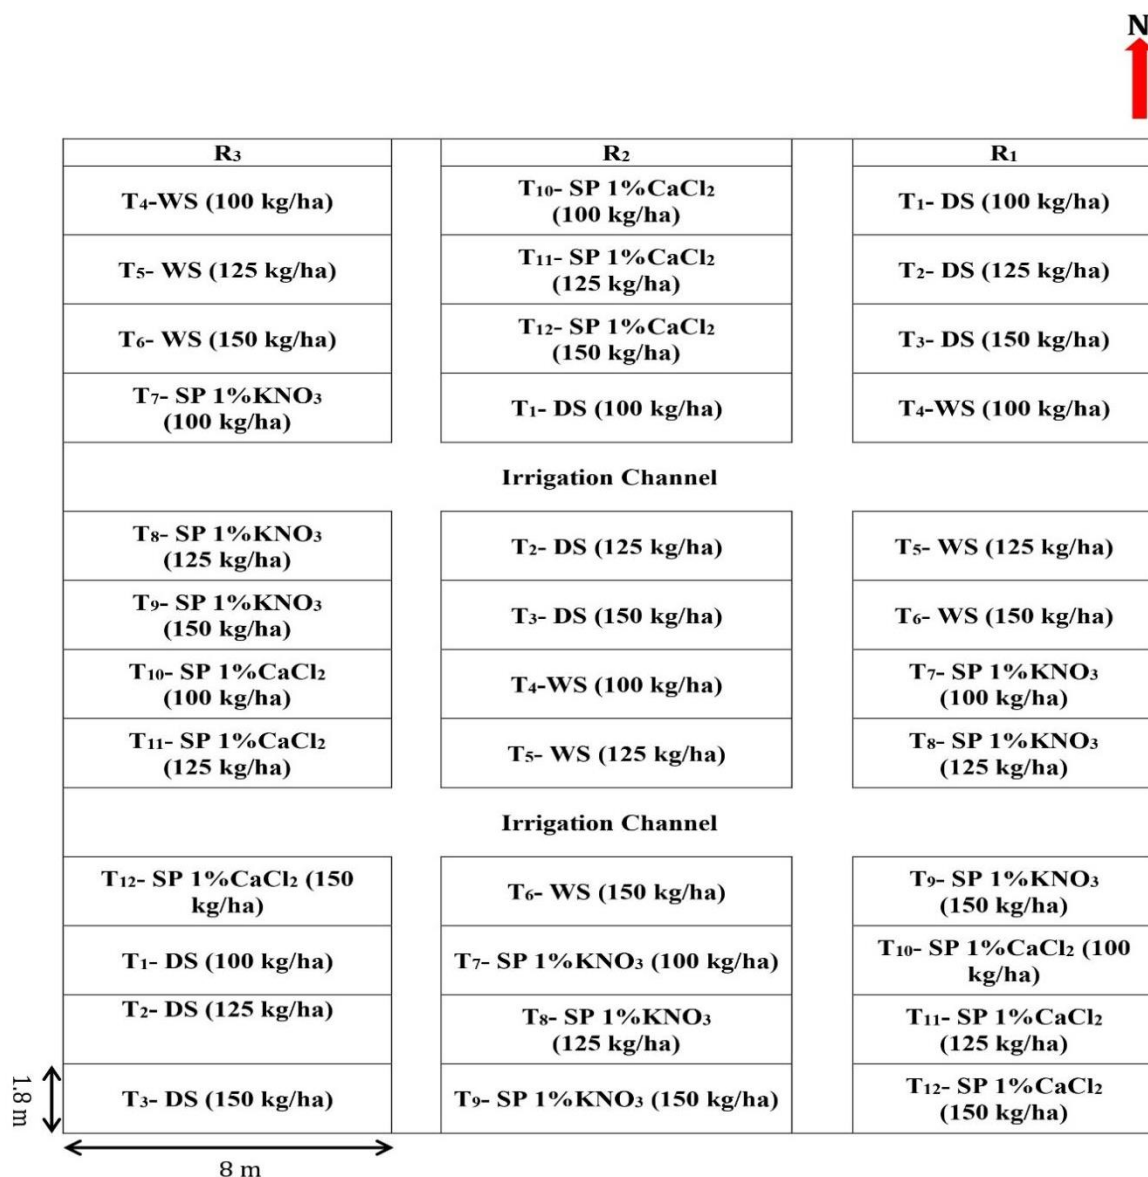 N
R₃
T₄-WS (100 kg/ha)
T₅- WS (125 kg/ha)
T₆- WS (150 kg/ha)
T₇- SP 1%KNO₃
(100 kg/ha)
R₂
T₁₀- SP 1%CaCl₂
(100 kg/ha)
T₁₁- SP 1%CaCl₂
(125 kg/ha)
T₁₂- SP 1%CaCl₂
(150 kg/ha)
T₁- DS (100 kg/ha)
R₁
T₁- DS (100 kg/ha)
T₂- DS (125 kg/ha)
T₃- DS (150 kg/ha)
T₄-WS (100 kg/ha)
Irrigation Channel
T₈- SP 1%KNO₃
(125 kg/ha)
T₉- SP 1%KNO₃
(150 kg/ha)
T₁₀- SP 1%CaCl₂
(100 kg/ha)
T₁₁- SP 1%CaCl₂
(125 kg/ha)
T₂- DS (125 kg/ha)
T₃- DS (150 kg/ha)
T₄-WS (100 kg/ha)
T₅- WS (125 kg/ha)
T₅- WS (125 kg/ha)
T₆- WS (150 kg/ha)
T₇- SP 1%KNO₃
(100 kg/ha)
T₈- SP 1%KNO₃
(125 kg/ha)
Irrigation Channel
T₁₂- SP 1%CaCl₂ (150
kg/ha)
T₁- DS (100 kg/ha)
T₂- DS (125 kg/ha)
T₃- DS (150 kg/ha)
T₆- WS (150 kg/ha)
T₇- SP 1%KNO₃ (100 kg/ha)
T₈- SP 1%KNO₃
(125 kg/ha)
T₉- SP 1%KNO₃ (150 kg/ha)
T₉- SP 1%KNO₃
(150 kg/ha)
T₁₀- SP 1%CaCl₂ (100
kg/ha)
T₁₁- SP 1%CaCl₂
(125 kg/ha)
T₁₂- SP 1%CaCl₂
(150 kg/ha)
1.8 m
8 m